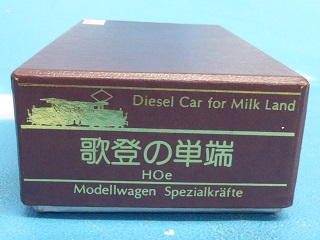 Diesel Car for Milk Land
歌登の単端
HOe
Modellwagen Spezialkräfte